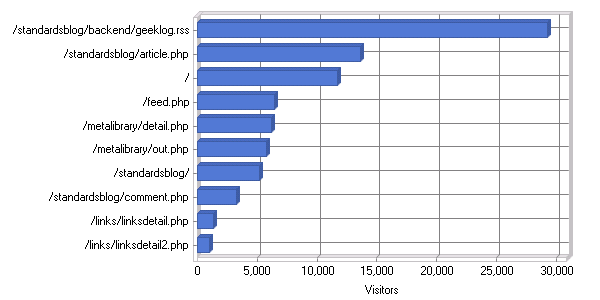 /standardsblog/backend/geeklog.rss
/standardsblog/article.php
/
/feed.php
/metalibrary/detail.php
/metalibrary/out.php
/standardsblog/
/standardsblog/comment.php
/links/linksdetail.php
/links/linksdetail2.php
0 5,000 10,000 15,000 20,000 25,000 30,000
Visitors